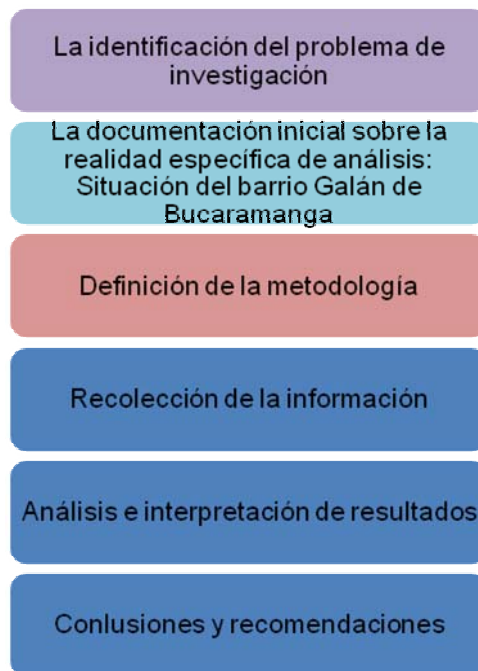 La identificación del problema de
investigación
La documentación inicial sobre la
realidad específica de análisis:
Situación del barrio Galán de
Bucaramanga
Definición de la metodología
Recolección de la información
Análisis e interpretación de resultados
Conlusiones y recomendaciones